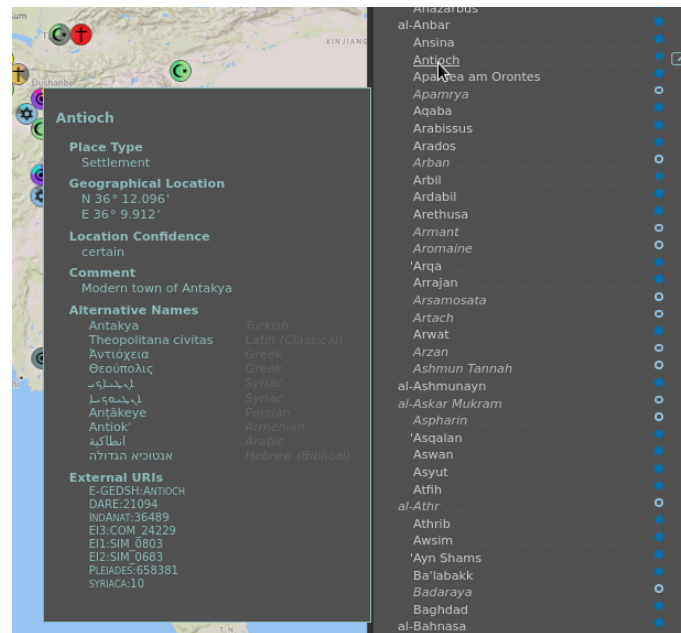 um
T
XINJIANG
Dushanbe
hi
T N
Antioch
Place Type
Settlement
Geographical Location
N 36° 12.096'
E 36° 9.912'
Location Confidence
certain
Comment
Modern town of Antakya
Alternative Names
Antakya Turkish
Theopolitana civitas Latin (Classical)
Ἀντιόχεια Greek
Θεούπολις Greek
Syriac
Syriac
Anṭākeye Persian
Antiok' Armenian
انطاكية Arabic
אנטוכיא הגדולה Hebrew (Biblical)
External URIs
E-GEDSH:ANTIOCH
DARE:21094
INDANAT:36489
EI3:COM_24229
EI1:SIM_0803
EI2:SIM_0683
PLEIADES:658381
SYRIACA:10
Anazarbus
al-Anbar
Ansina
Antioch
Apamea am Orontes
Apamrya
Aqaba
Arabissus
Arados
Arban
Arbil
Ardabil
Arethusa
Armant
Aromaine
'Arqa
Arrajan
Arsamosata
Artach
Arwat
Arzan
Ashmun Tannah
al-Ashmunayn
al-Askar Mukram
Aspharin
'Asqalan
Aswan
Asyut
Atfih
al-Athr
Athrib
Awsim
'Ayn Shams
Ba'labakk
Badaraya
Baghdad
al-Bahnasa